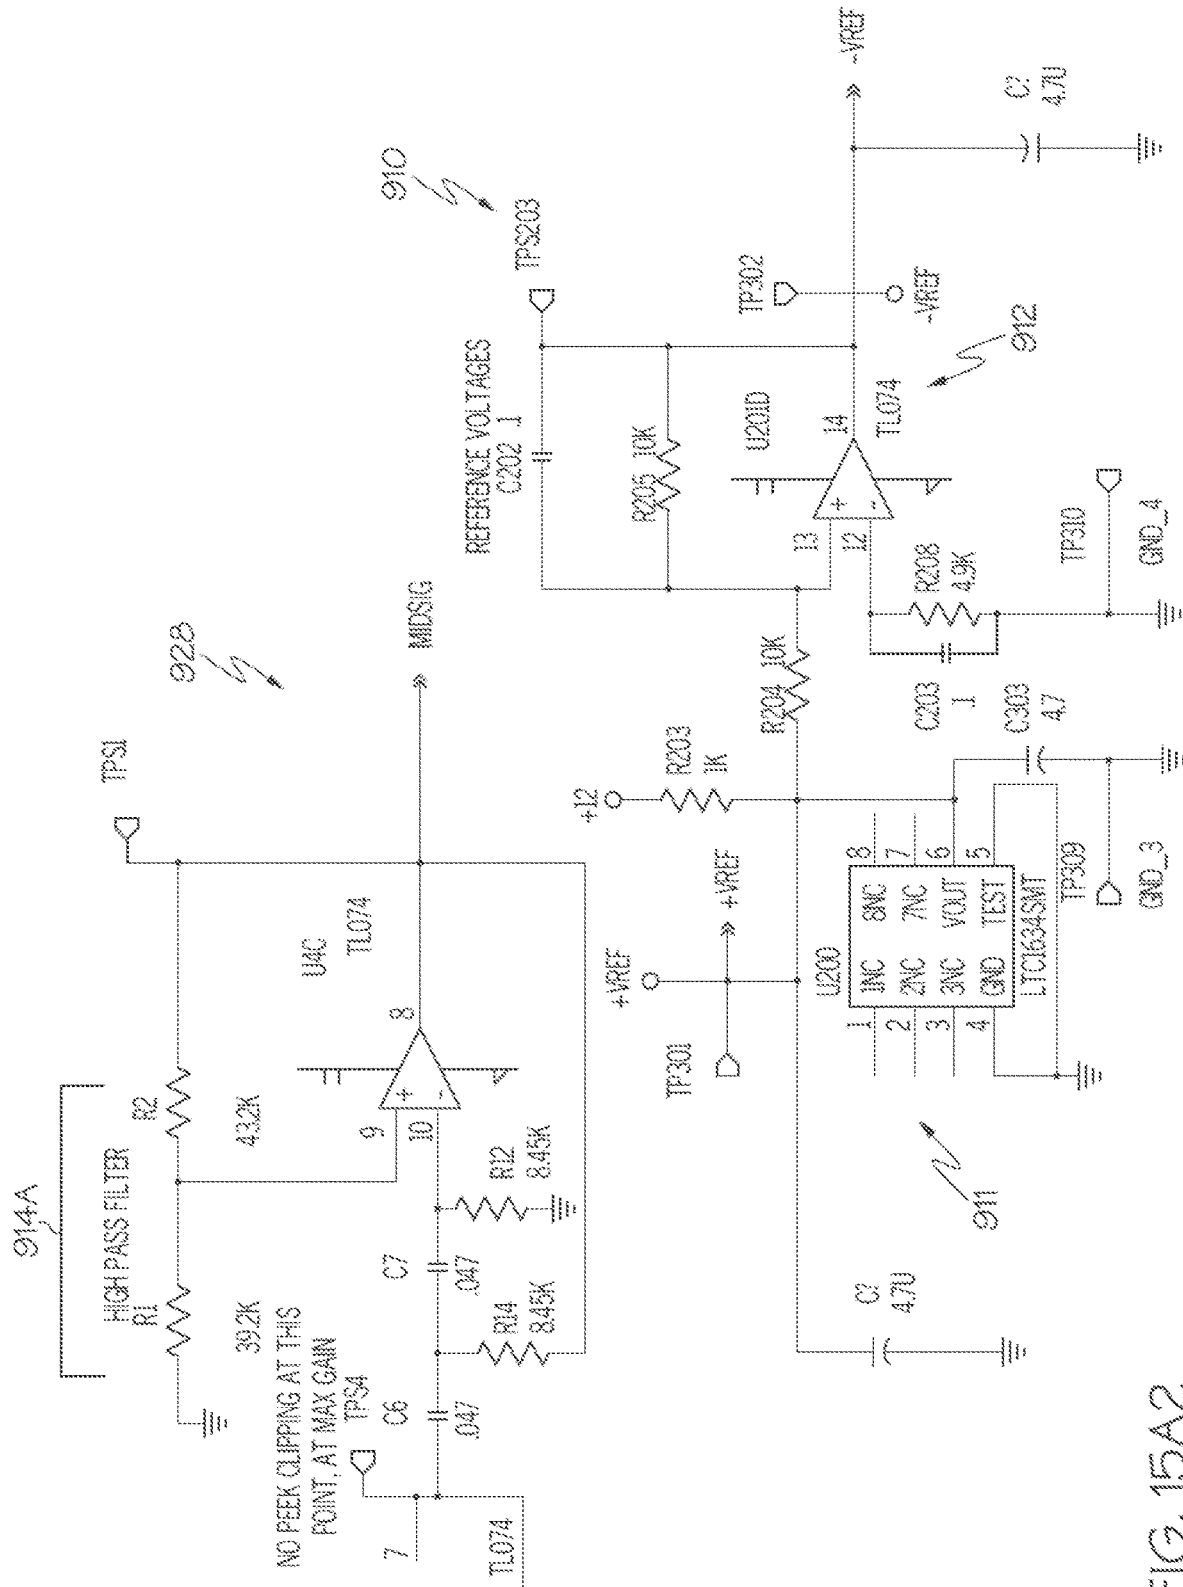 914A
HIGH PASS FILTER
R1
39.2K
R2
43.2K
TPS1
928
NO PEEK CLIPPING AT THIS
POINT, AT MAX GAIN
TPS4
7
TL074
C6
.047
C7
.047
R14
8.45K
R12
8.45K
9
10
+
-
8
U4C
TL074
MIDSIG
910
REFERENCE VOLTAGES
C202 .1
TPS203
R205 10K
U201D
13
12
+
-
14
TL074
912
TP302
-VREF
-VREF
C?
4.7U
R204 10K
R203
1K
+12
+VREF
+VREF
TP301
C203
.1
R208
4.9K
TP310
GND_4
C303
4.7
TP309
GND_3
U200
1 1NC 8NC 8
2 2NC 7NC 7
3 3NC VOUT 6
4 GND TEST 5
LTC1634SMT
911
C?
4.7U
FIG. 15A2